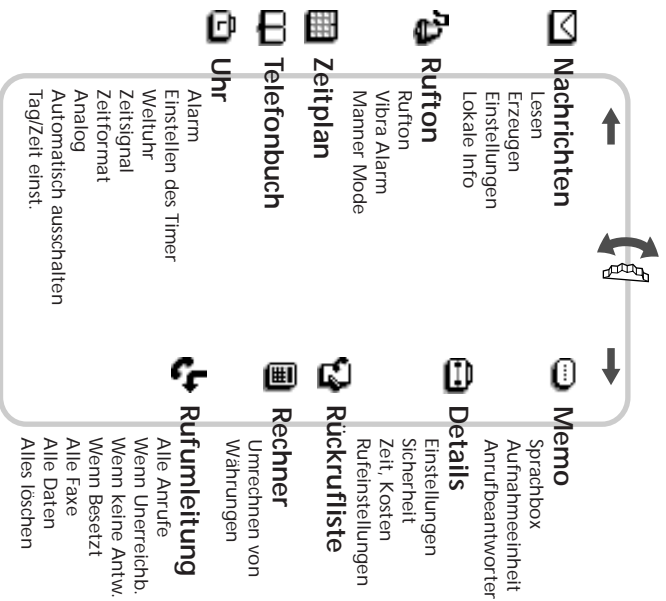 Nachrichten
Lesen
Erzeugen
Einstellungen
Lokale Info
Rufton
Rufton
Vibra Alarm
Manner Mode
Zeitplan
Telefonbuch
Uhr
Alarm
Einstellen des Timer
Weltuhr
Zeitsignal
Zeitformat
Analog
Automatisch ausschalten
Tag/Zeit einst.
Memo
Sprachbox
Aufnahmeeinheit
Anrufbeantworter
Details
Einstellungen
Sicherheit
Zeit, Kosten
Rufeinstellungen
Rückrufliste
Rechner
Umrechnen von
Währungen
Rufumleitung
Alle Anrufe
Wenn Unerreichb.
Wenn keine Antw.
Wenn Besetzt
Alle Faxe
Alle Daten
Alles löschen